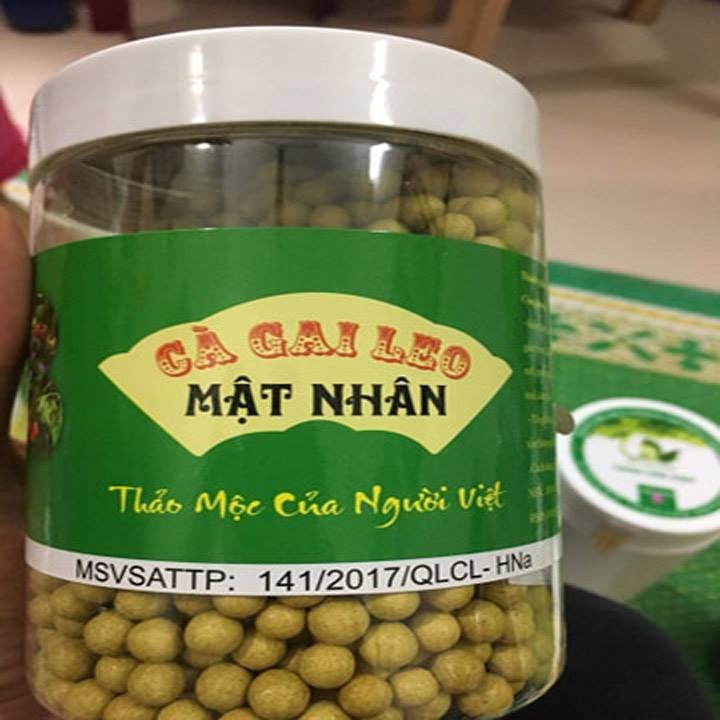 CÀ GAI LEO
MẬT NHÂN
Thảo Mộc Của Người Việt
MSVSATTP: 141/2017/QLCL- HNa